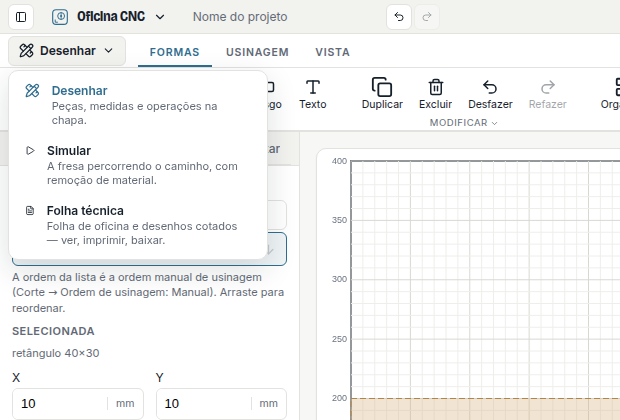 Oficina CNC
Nome do projeto
Desenhar
FORMAS
USINAGEM
VISTA
Desenhar
Peças, medidas e operações na
chapa.
Simular
A fresa percorrendo o caminho, com
remoção de material.
Folha técnica
Folha de oficina e desenhos cotados
— ver, imprimir, baixar.
Texto
Duplicar
Excluir
Desfazer
Refazer
MODIFICAR
A ordem da lista é a ordem manual de usinagem
(Corte → Ordem de usinagem: Manual). Arraste para
reordenar.
SELECIONADA
retângulo 40×30
X
Y
10 mm
10 mm
400
350
300
250
200